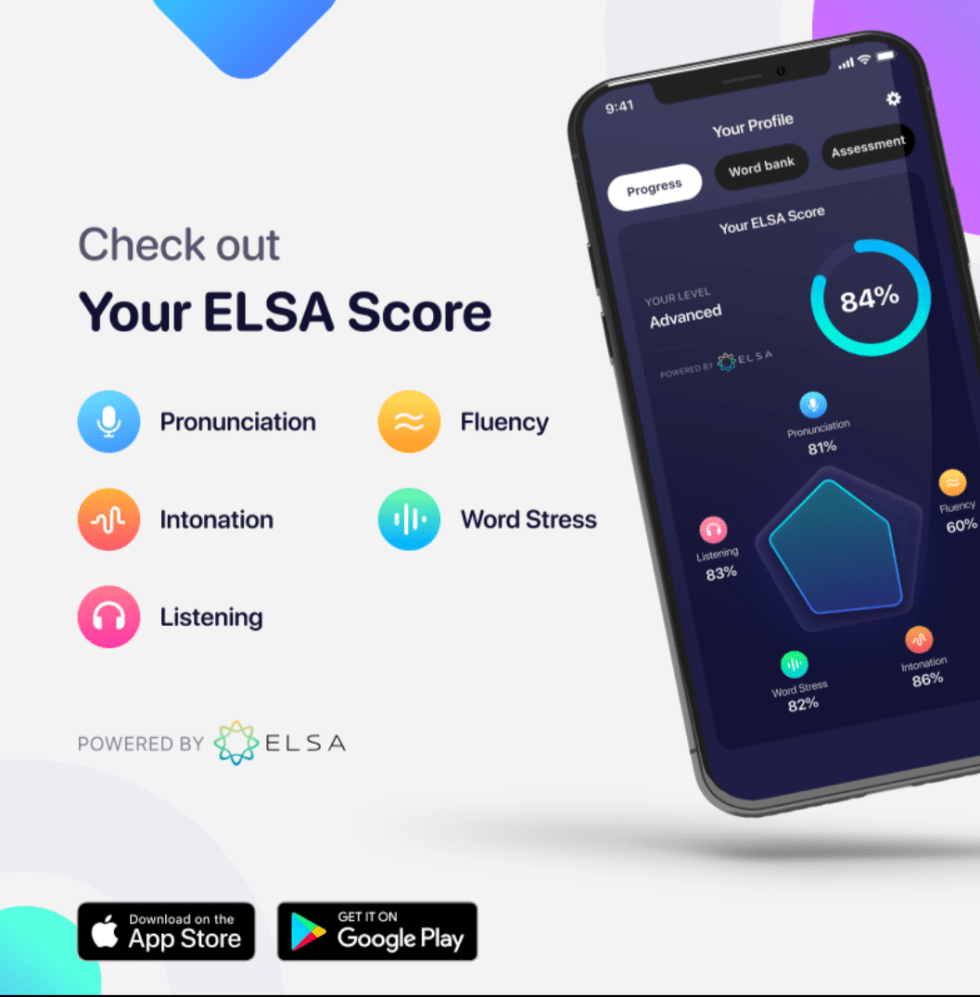 Check out
Your ELSA Score
Pronunciation
Fluency
Intonation
Word Stress
Listening
POWERED BY ELSA
Download on the
App Store
GET IT ON
Google Play
9:41
Your Profile
Progress
Word bank
Assessment
Your ELSA Score
YOUR LEVEL
Advanced
84%
POWERED BY ELSA
Pronunciation
81%
Fluency
60%
Listening
83%
Intonation
86%
Word Stress
82%